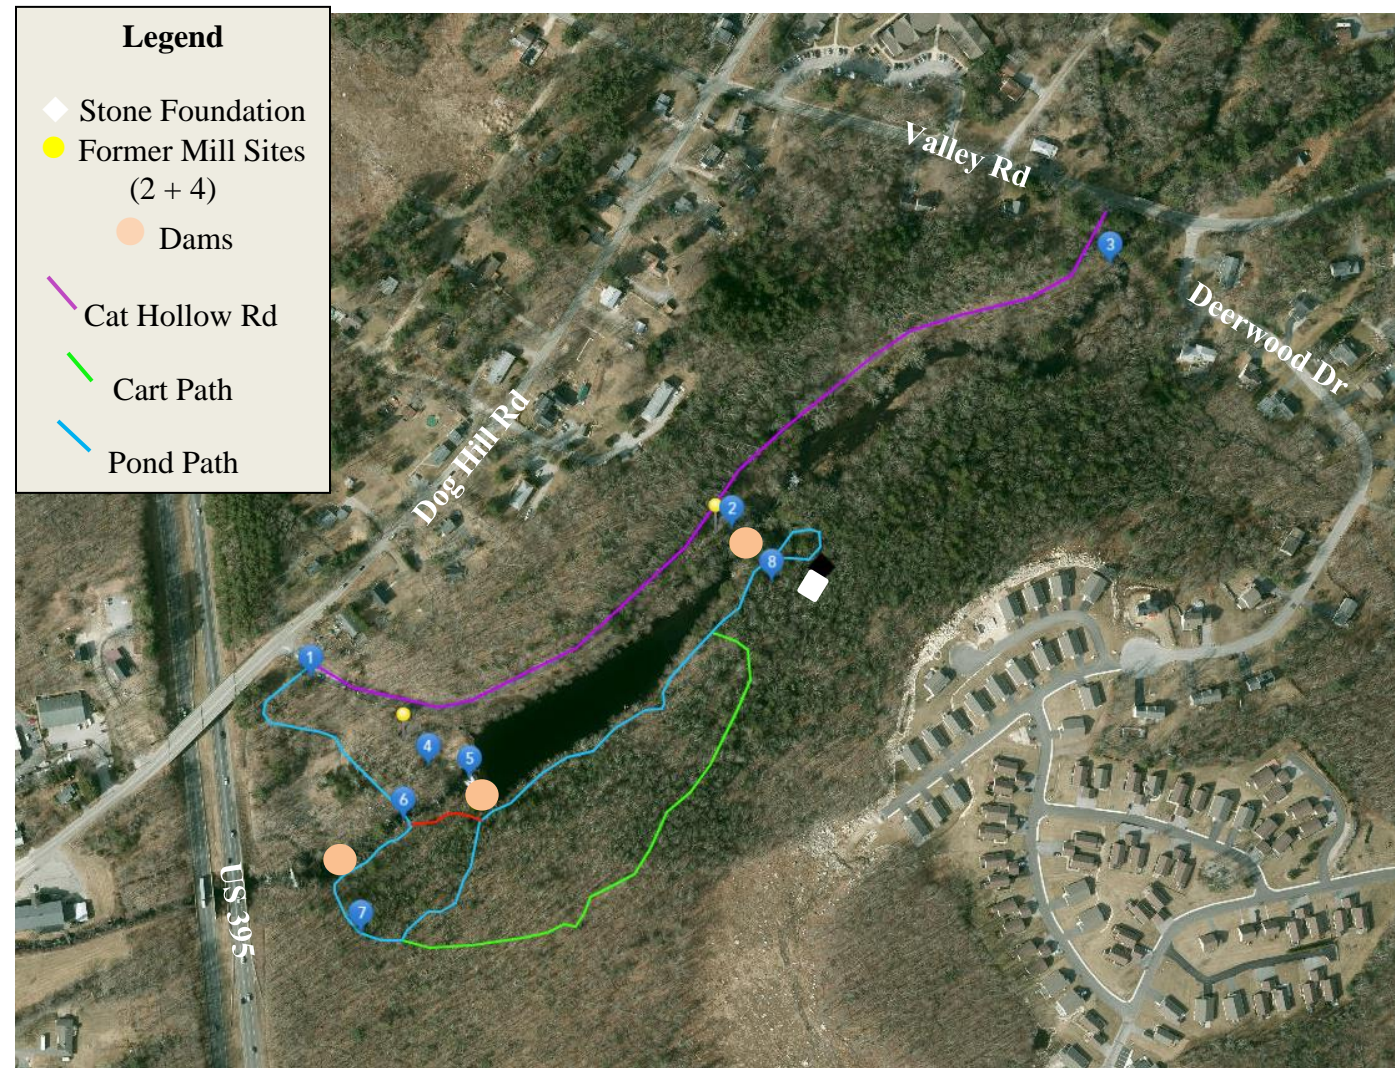 Legend
Stone Foundation
Former Mill Sites
(2 + 4)
Dams
Cat Hollow Rd
Cart Path
Pond Path
Valley Rd
3
Deerwood Dr
Dog Hill Rd
2
8
1
4
5
6
7
US 395